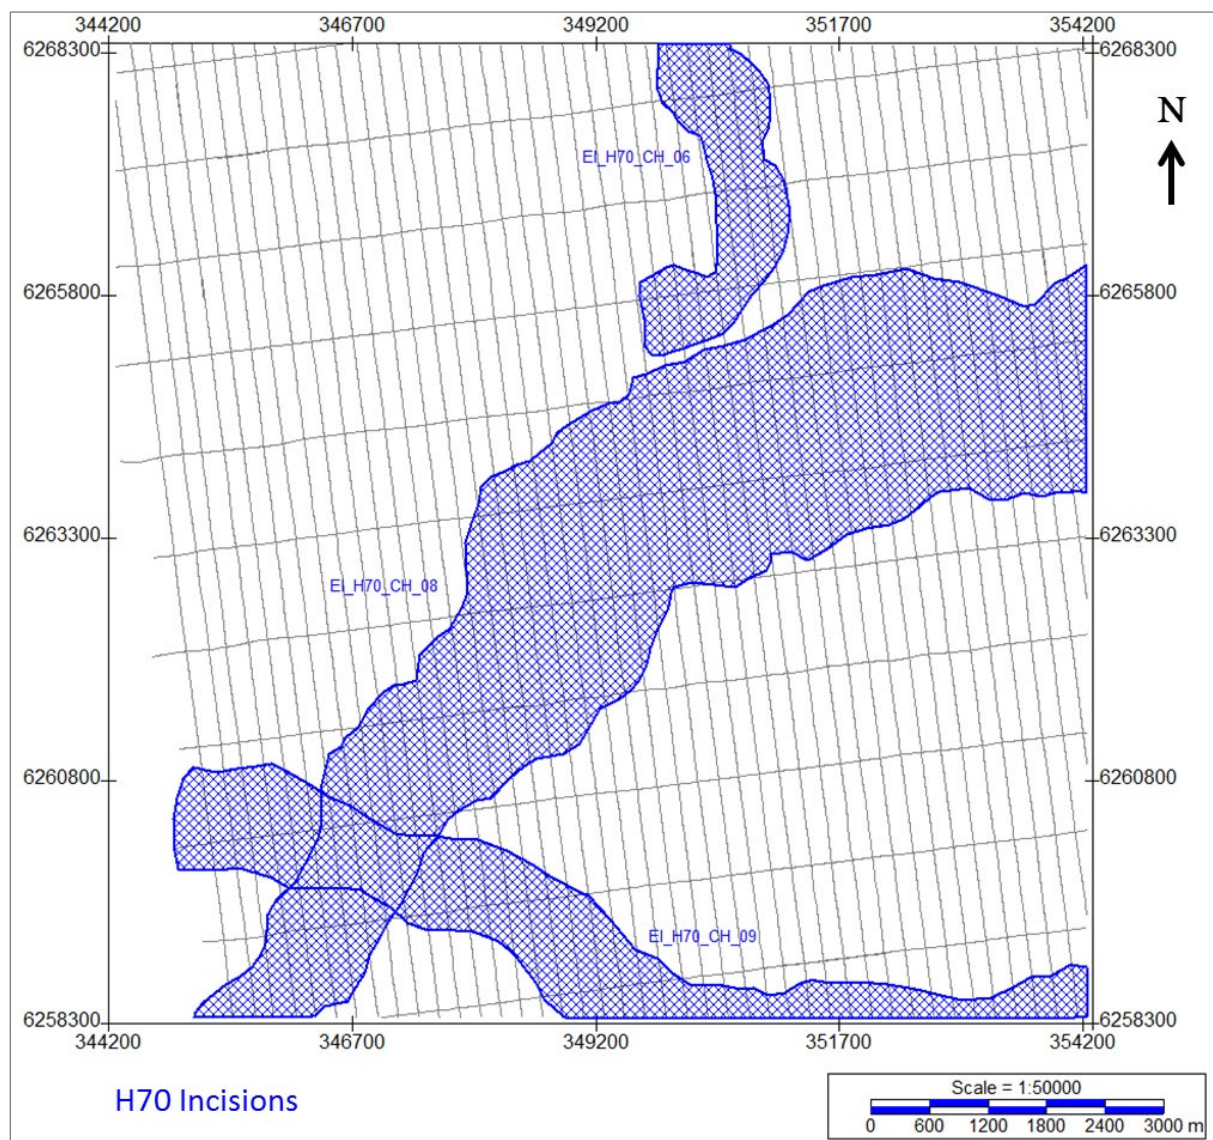 344200 346700 349200 351700 354200
6268300 6268300
N
EI_H70_CH_06
6265800 6265800
6263300 6263300
EI_H70_CH_08
6260800 6260800
EI_H70_CH_09
6258300 6258300
344200 346700 349200 351700 354200
H70 Incisions
Scale = 1:50000
0 600 1200 1800 2400 3000 m